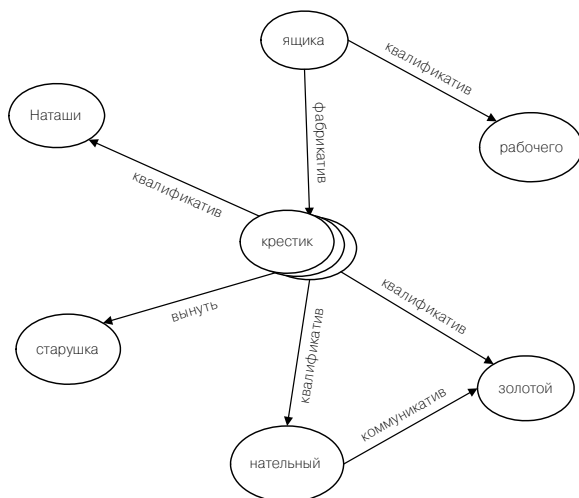 ящика
квалификатив
Наташи
фабрикатив
рабочего
квалификатив
крестик
вынуть
квалификатив
квалификатив
старушка
золотой
коммуникатив
нательный